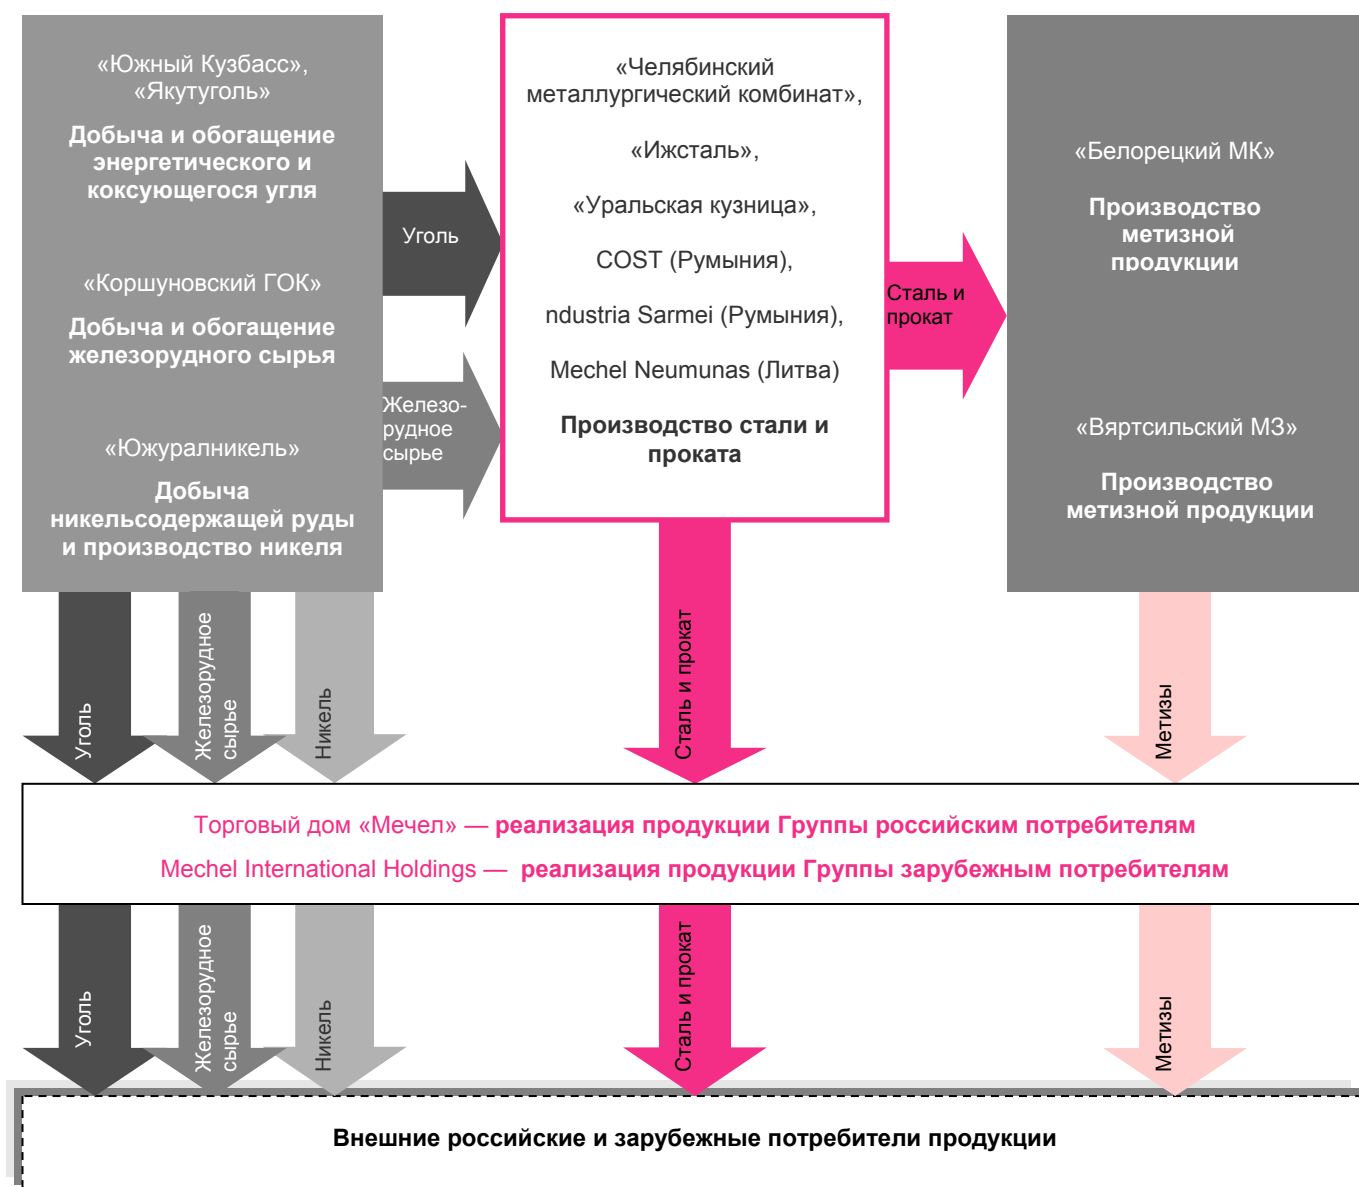 «Южный Кузбасс»,
«Якутуголь»
Добыча и обогащение
энергетического и
коксующегося угля
«Коршуновский ГОК»
Добыча и обогащение
железорудного сырья
«Южуралникель»
Добыча
никельсодержащей руды
и производство никеля
Уголь
Железо-
рудное
сырье
«Челябинский
металлургический комбинат»,
«Ижсталь»,
«Уральская кузница»,
COST (Румыния),
ndustria Sarmei (Румыния),
Mechel Neumunas (Литва)
Производство стали и
проката
Сталь и
прокат
«Белорецкий МК»
Производство
метизной
продукции
«Вяртсильский МЗ»
Производство
метизной продукции
Уголь
Железорудное
сырье
Никель
Сталь и прокат
Метизы
Торговый дом «Мечел» — реализация продукции Группы российским потребителям
Mechel International Holdings — реализация продукции Группы зарубежным потребителям
Уголь
Железорудное
сырье
Никель
Сталь и прокат
Метизы
Внешние российские и зарубежные потребители продукции